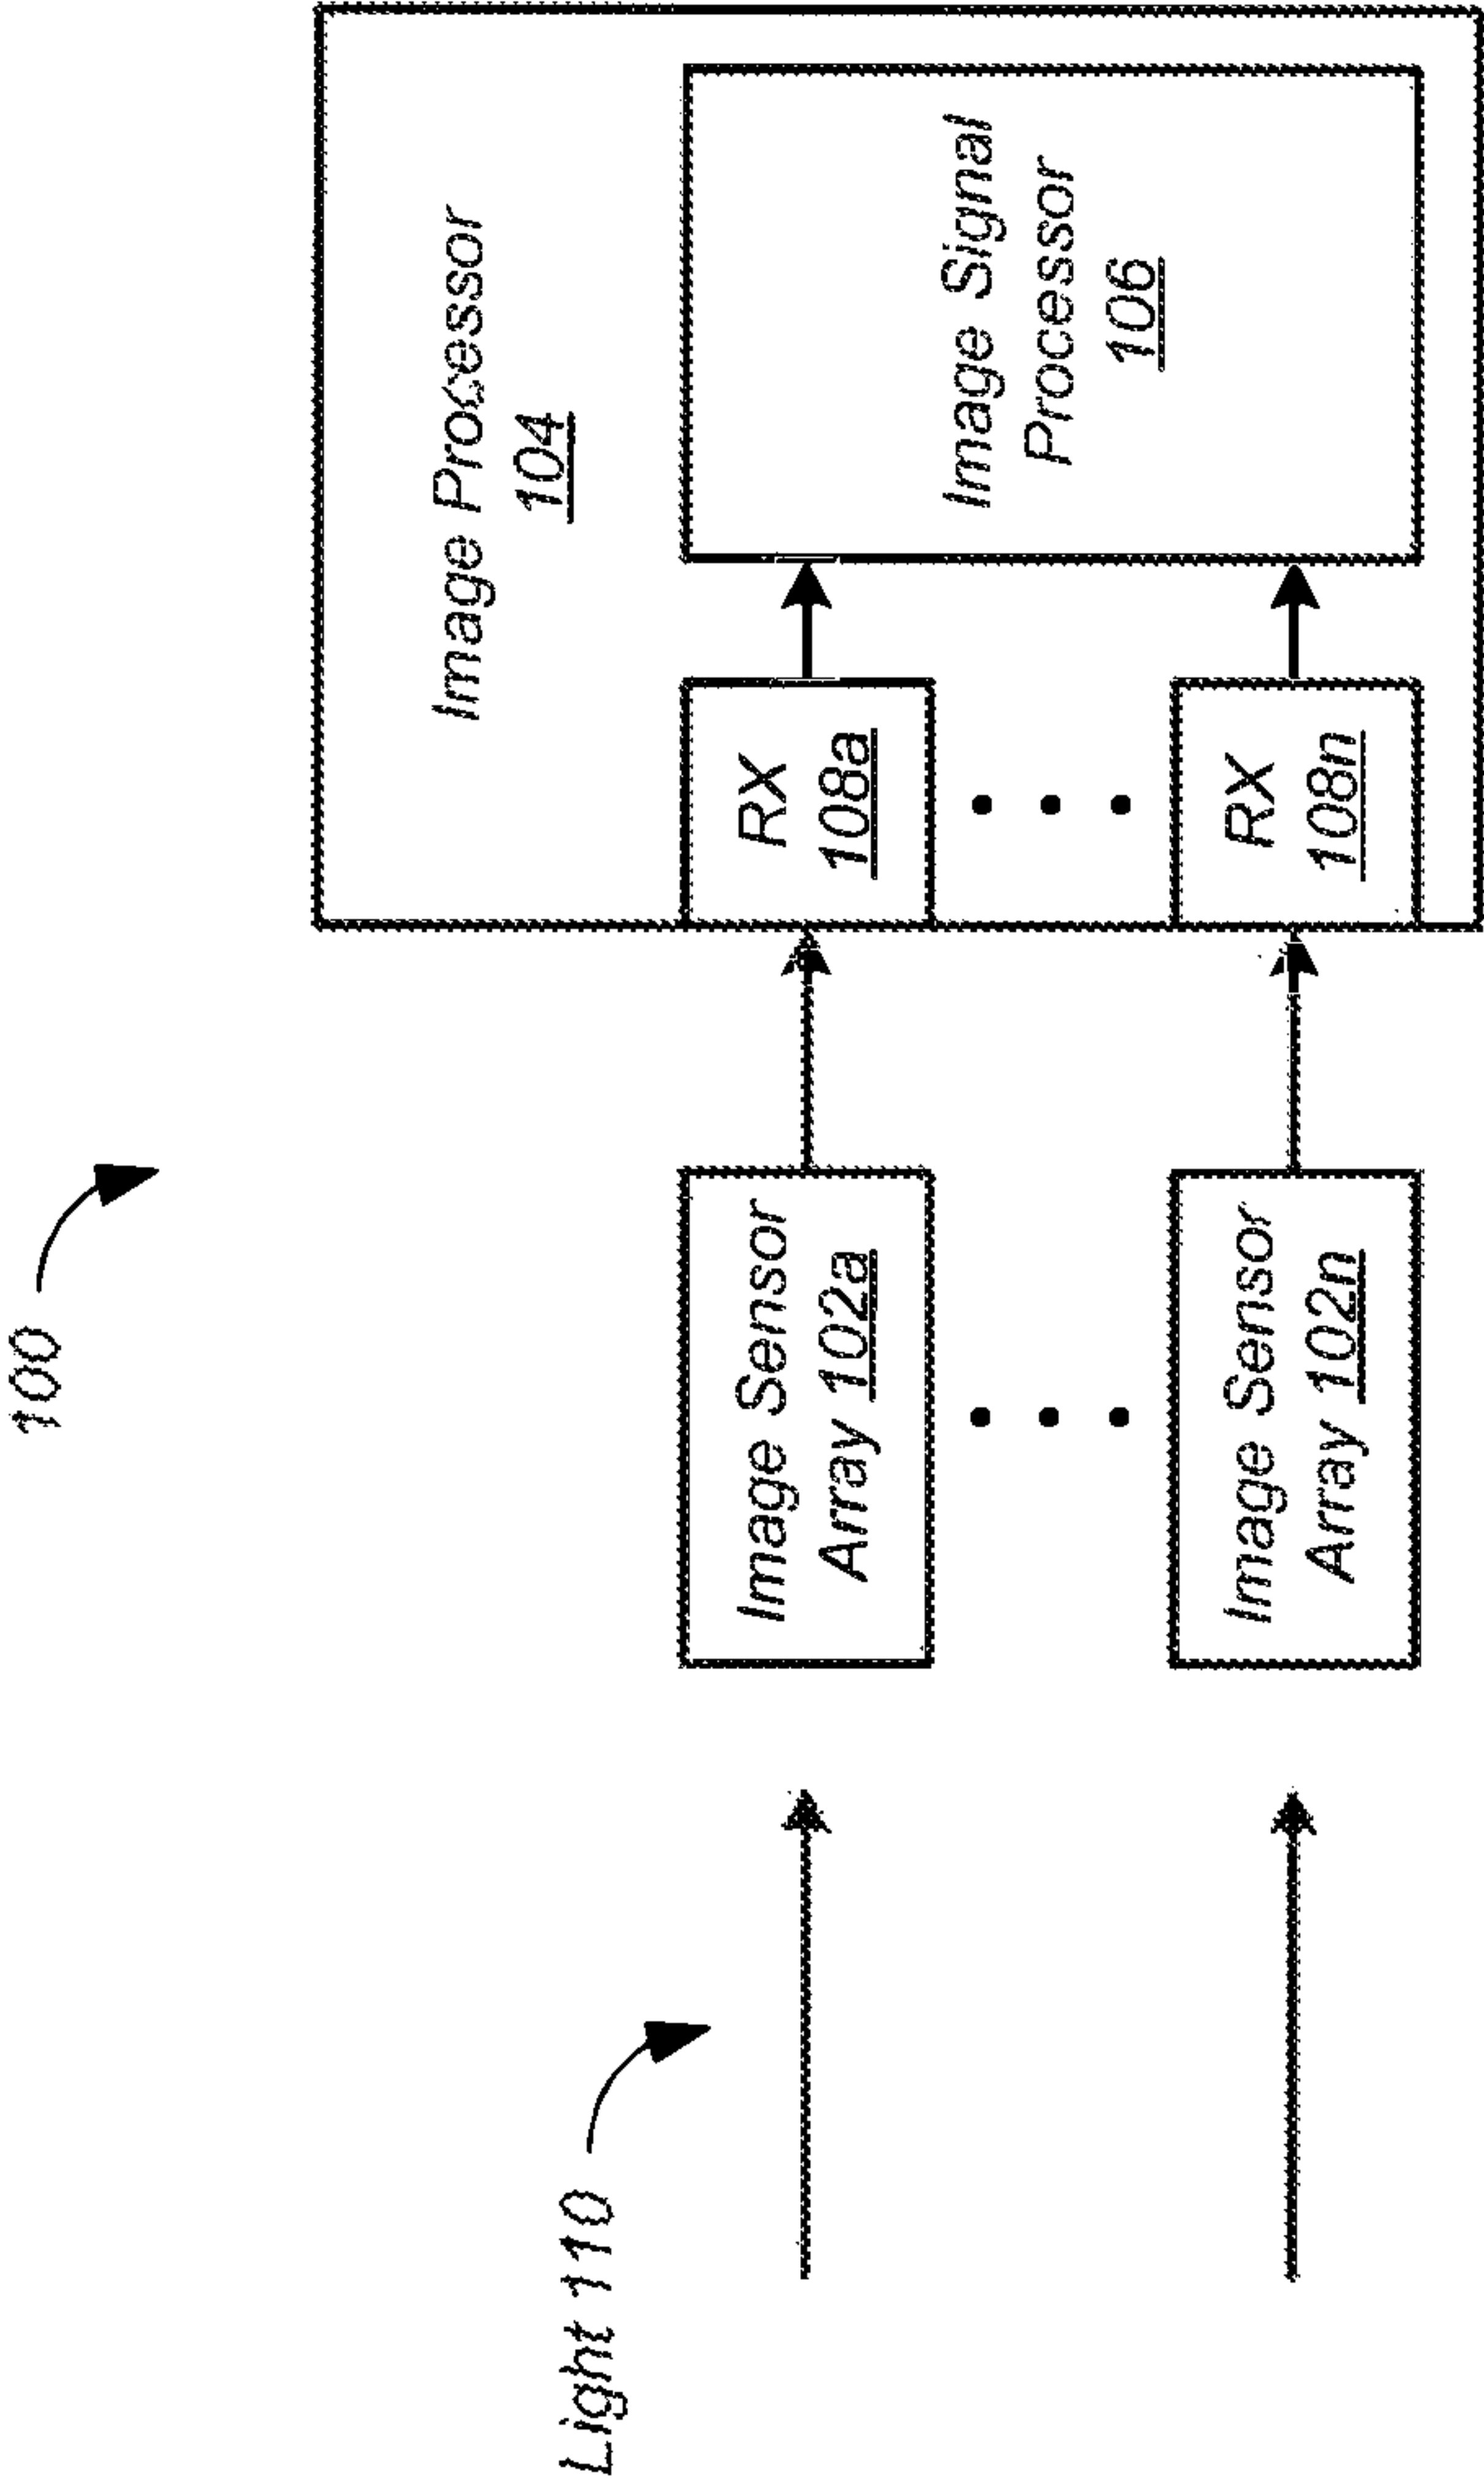 100
Light 110
Image Sensor
Array 102a
Image Sensor
Array 102n
Image Processor
104
RX
108a
RX
108n
Image Signal
Processor
106